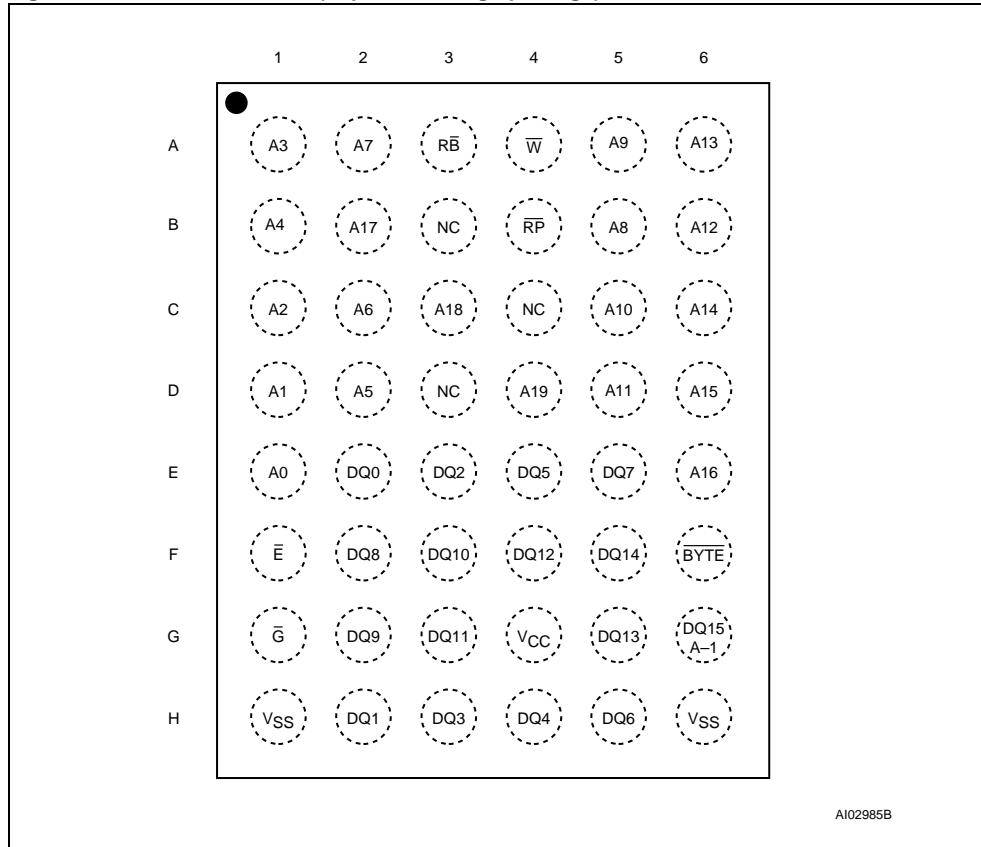 1 2 3 4 5 6
A A3 A7 RB̅ W̅ A9 A13
B A4 A17 NC R̅P̅ A8 A12
C A2 A6 A18 NC A10 A14
D A1 A5 NC A19 A11 A15
E A0 DQ0 DQ2 DQ5 DQ7 A16
F E̅ DQ8 DQ10 DQ12 DQ14 B̅Y̅T̅E̅
G G̅ DQ9 DQ11 VCC DQ13 DQ15
A–1
H VSS DQ1 DQ3 DQ4 DQ6 VSS
AI02985B